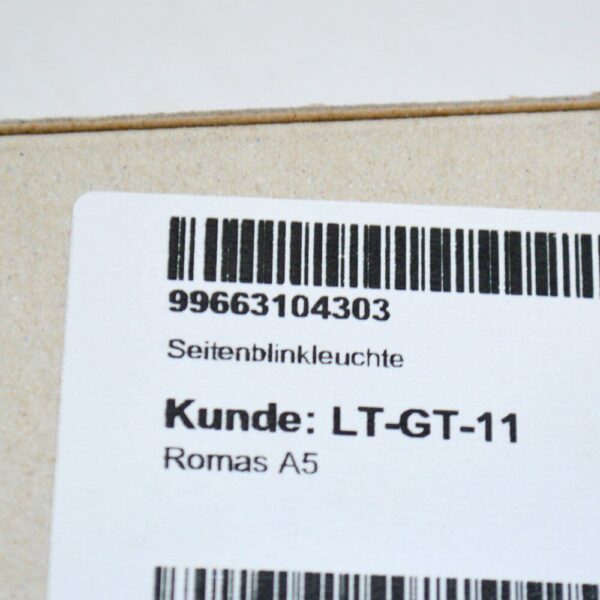 99663104303
Seitenblinkleuchte
Kunde: LT-GT-11
Romas A5